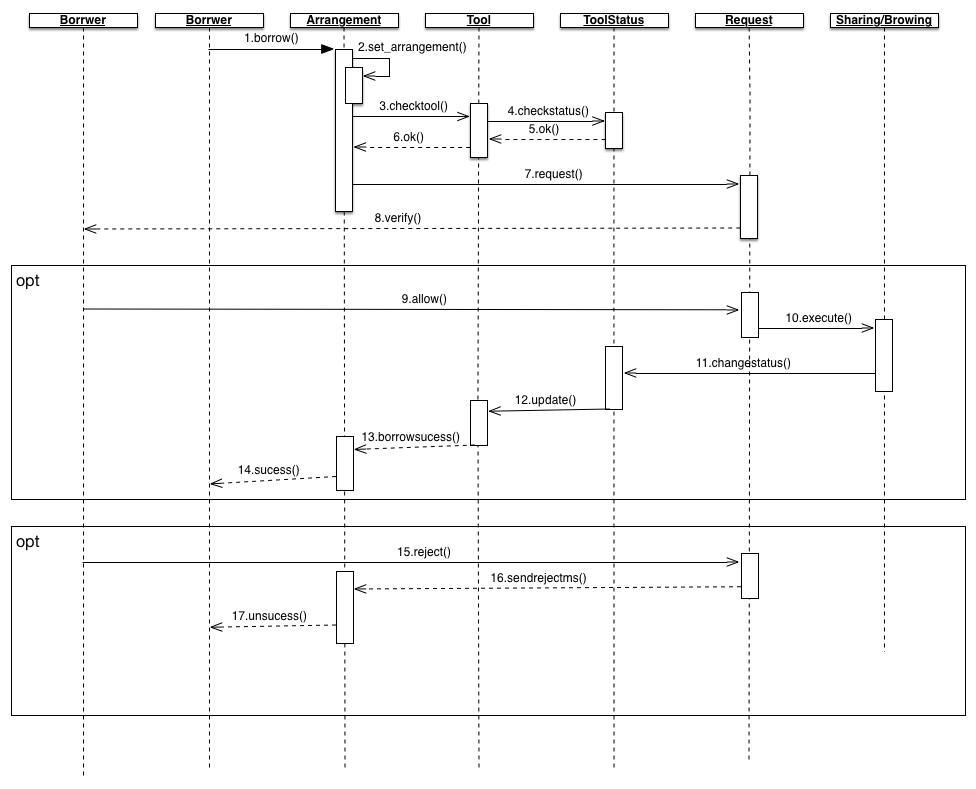 Borrwer
Borrwer
Arrangement
Tool
ToolStatus
Request
Sharing/Browing
1.borrow()
2.set_arrangement()
3.checktool()
4.checkstatus()
5.ok()
6.ok()
7.request()
8.verify()
opt
9.allow()
10.execute()
11.changestatus()
12.update()
13.borrowsucess()
14.sucess()
opt
15.reject()
16.sendrejectms()
17.unsucess()